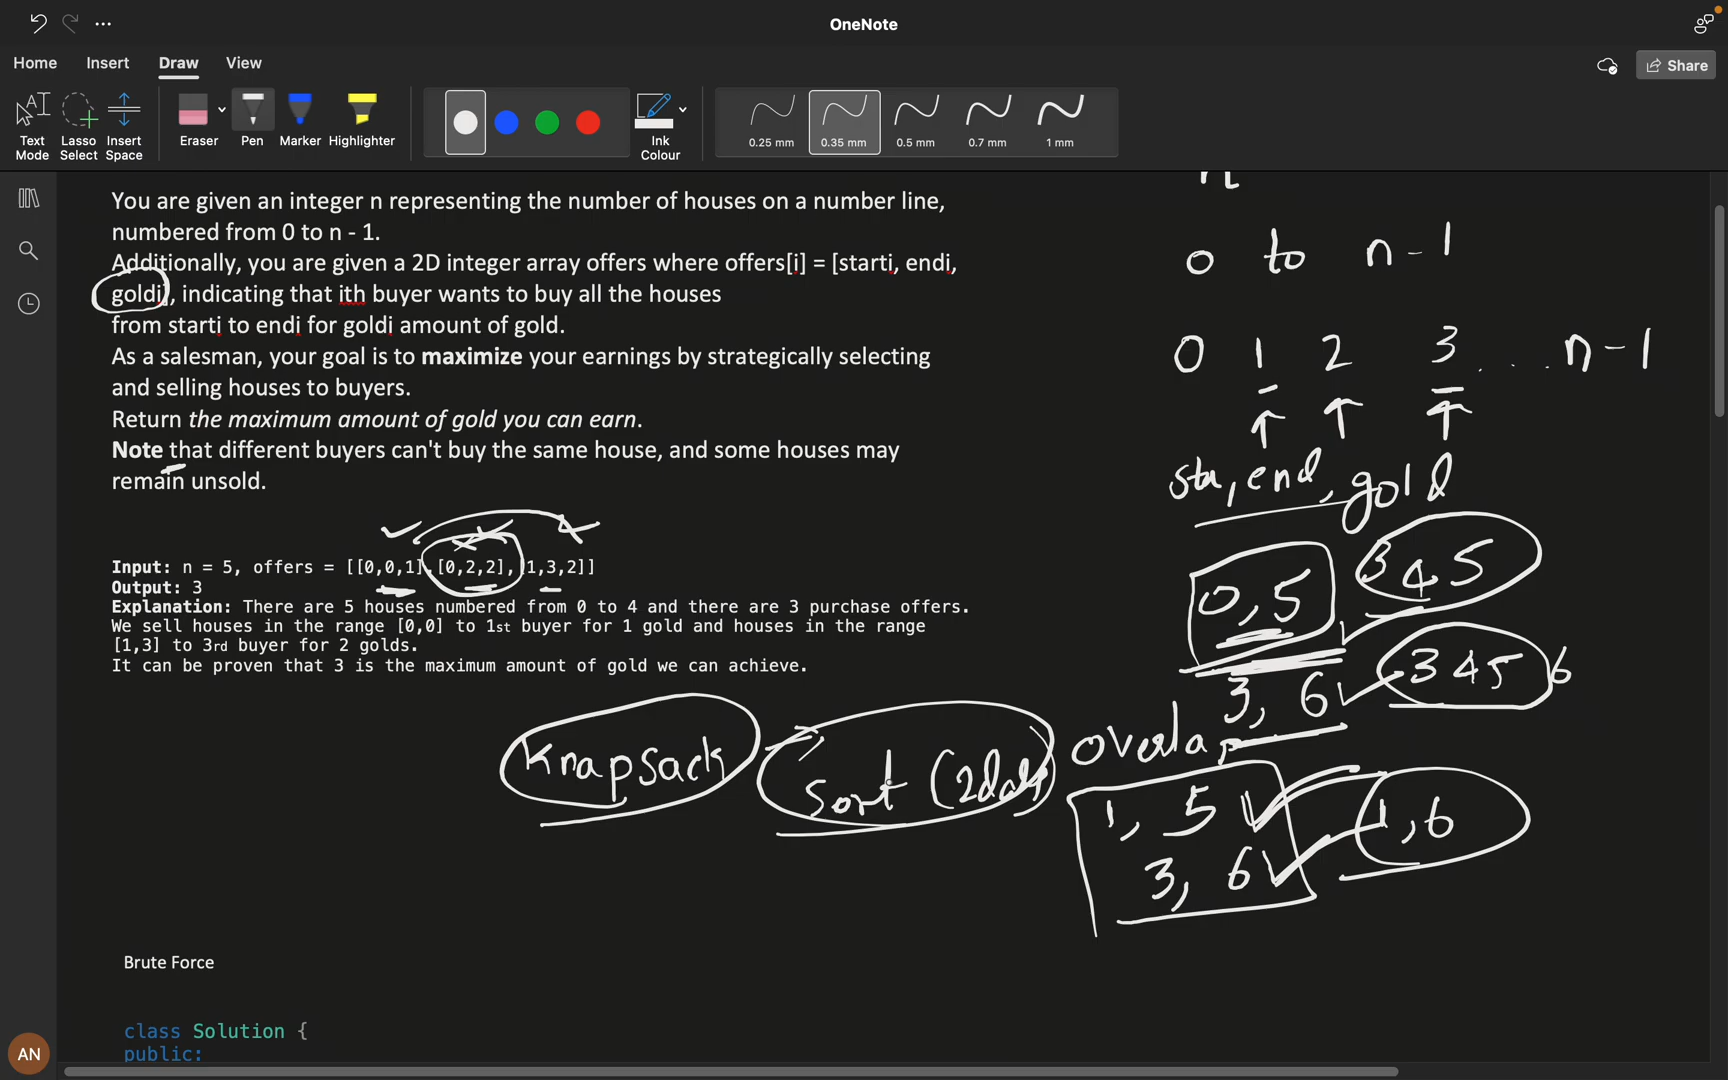 OneNote
Home Insert Draw View
Share
Text Mode
Lasso Select
Insert Space
Eraser
Pen
Marker
Highlighter
Ink Colour
0.25 mm
0.35 mm
0.5 mm
0.7 mm
1 mm
You are given an integer n representing the number of houses on a number line,
numbered from 0 to n - 1.
Additionally, you are given a 2D integer array offers where offers[i] = [starti, endi,
goldi], indicating that ith buyer wants to buy all the houses
from starti to endi for goldi amount of gold.
As a salesman, your goal is to maximize your earnings by strategically selecting
and selling houses to buyers.
Return the maximum amount of gold you can earn.
Note that different buyers can't buy the same house, and some houses may
remain unsold.
Input: n = 5, offers = [[0,0,1],[0,2,2],[1,3,2]]
Output: 3
Explanation: There are 5 houses numbered from 0 to 4 and there are 3 purchase offers.
We sell houses in the range [0,0] to 1st buyer for 1 gold and houses in the range
[1,3] to 3rd buyer for 2 golds.
It can be proven that 3 is the maximum amount of gold we can achieve.
n
0 to n-1
0 1 2 3 .... n-1
sta, end, gold
0,5 3 4 5
3, 6 3 4 5 6
Knapsack sort overlap
1, 5 1,6
3, 6
Brute Force
class Solution {
public:
AN